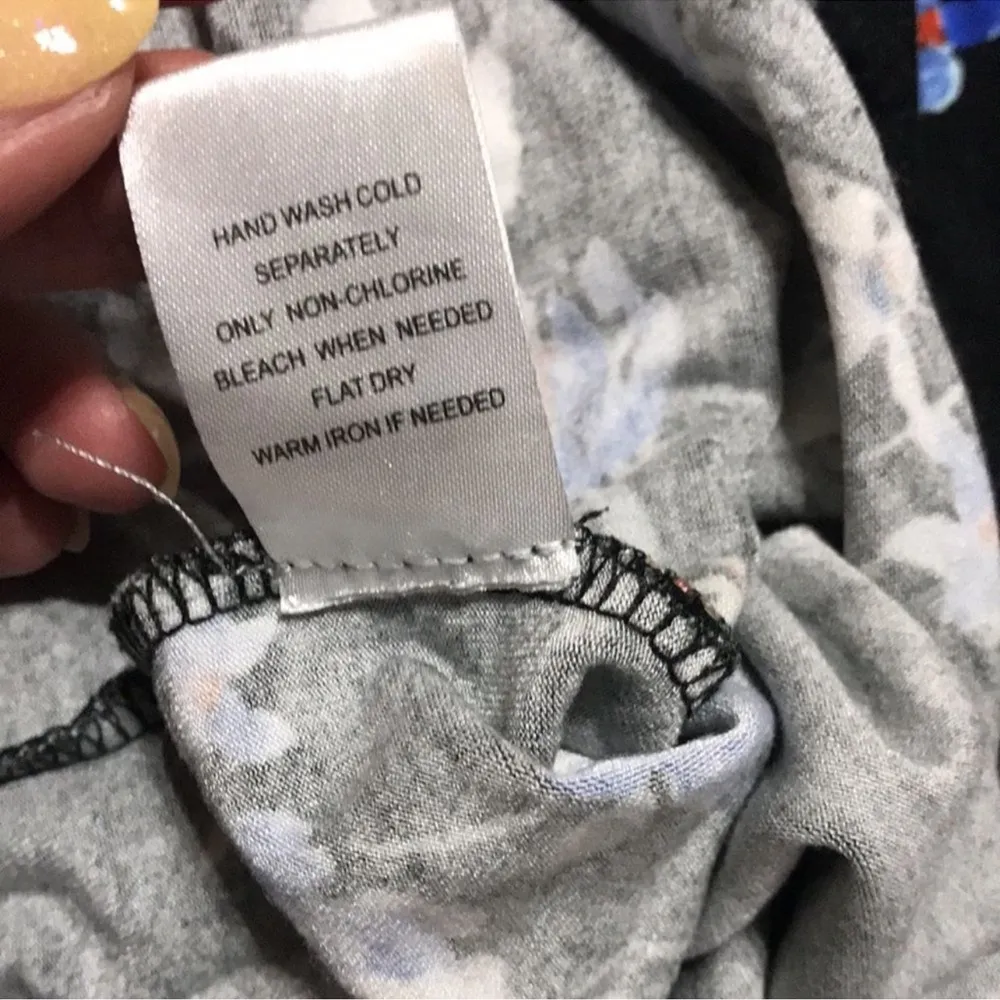 HAND WASH COLD
SEPARATELY
ONLY NON-CHLORINE
BLEACH WHEN NEEDED
FLAT DRY
WARM IRON IF NEEDED